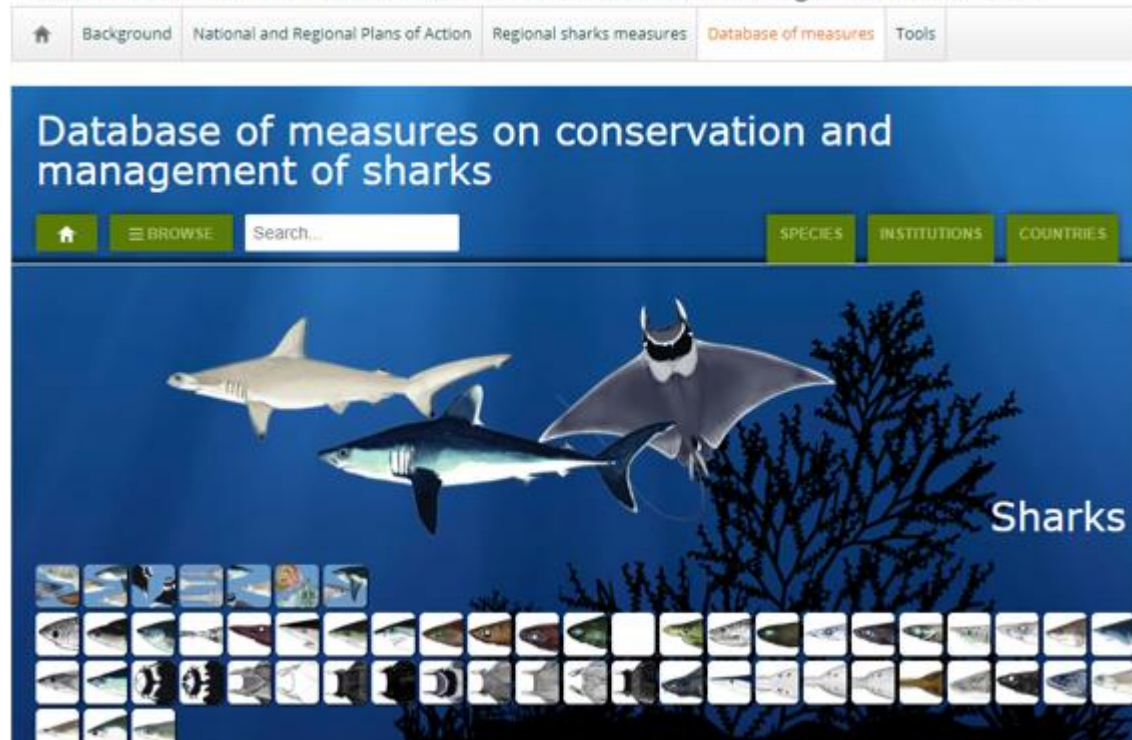 Background National and Regional Plans of Action Regional sharks measures Database of measures Tools
Database of measures on conservation and
management of sharks
BROWSE Search... SPECIES INSTITUTIONS COUNTRIES
Sharks